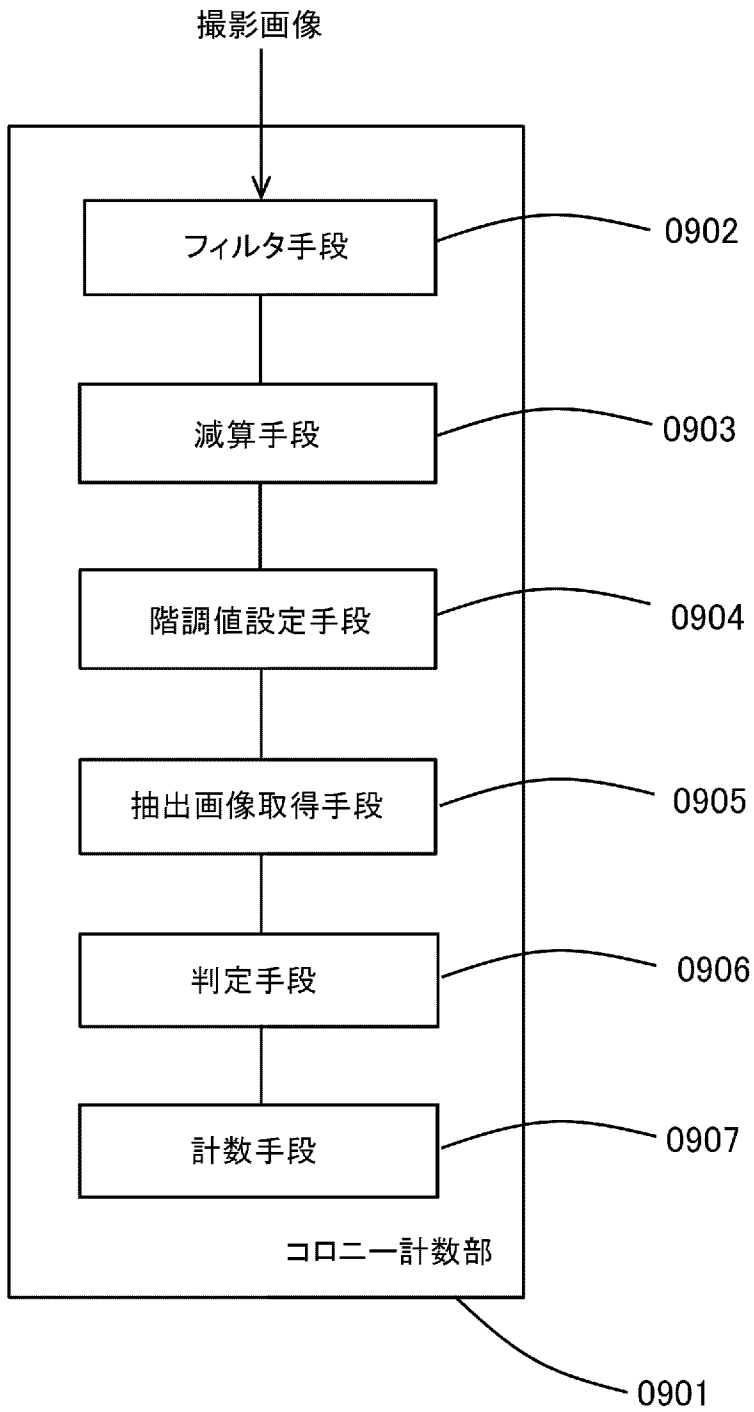 撮影画像
フィルタ手段
0902
減算手段
0903
階調値設定手段
0904
抽出画像取得手段
0905
判定手段
0906
計数手段
0907
コロニー計数部
0901